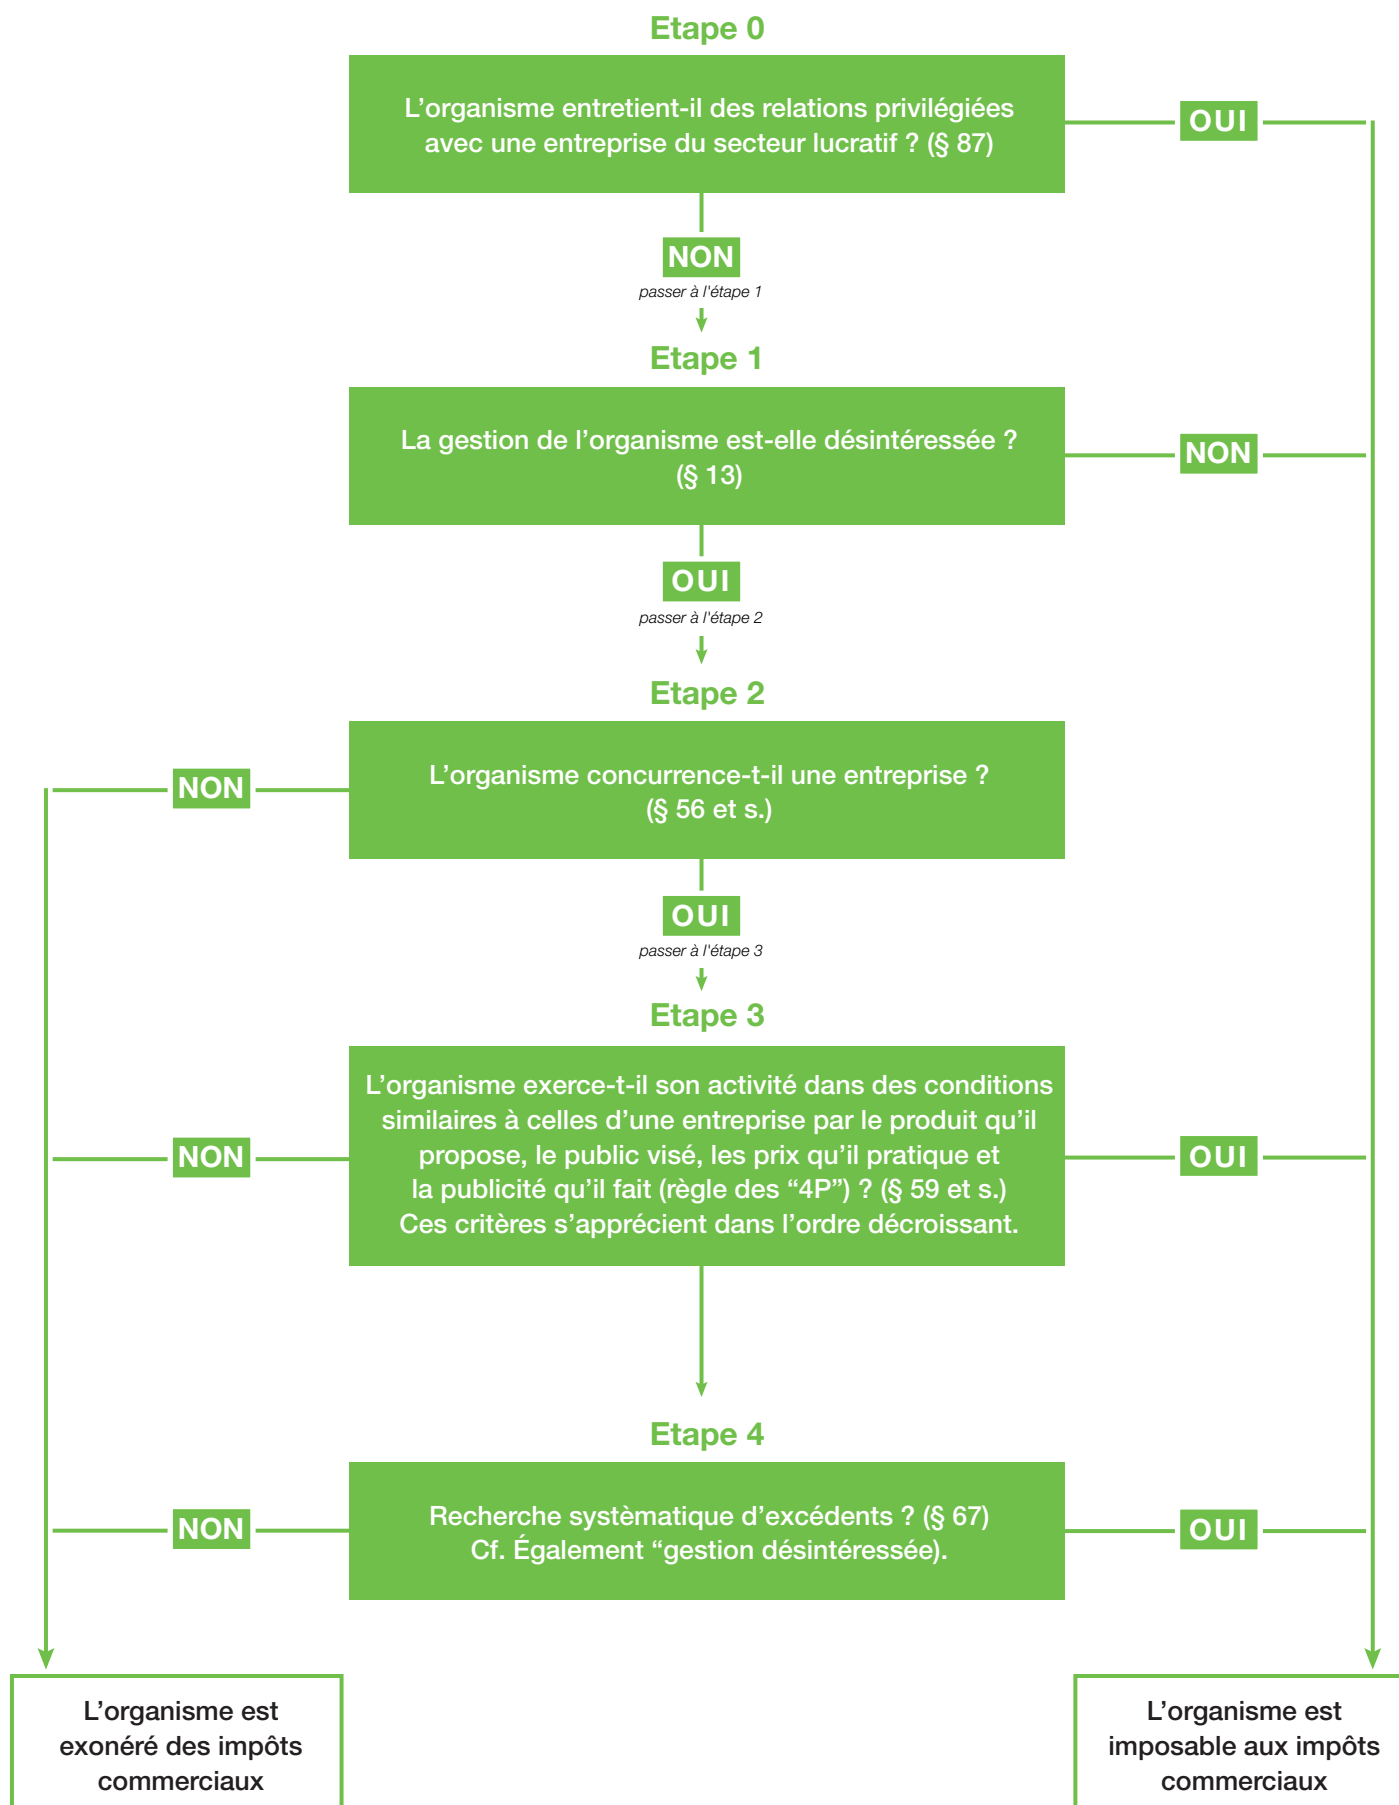 Etape 0
L’organisme entretient-il des relations privilégiées
avec une entreprise du secteur lucratif ? (§ 87)
OUI
NON
passer à l'étape 1
Etape 1
La gestion de l’organisme est-elle désintéressée ?
(§ 13)
NON
OUI
passer à l'étape 2
Etape 2
L’organisme concurrence-t-il une entreprise ?
(§ 56 et s.)
NON
OUI
passer à l'étape 3
Etape 3
L’organisme exerce-t-il son activité dans des conditions
similaires à celles d’une entreprise par le produit qu’il
propose, le public visé, les prix qu’il pratique et
la publicité qu’il fait (règle des “4P”) ? (§ 59 et s.)
Ces critères s’apprécient dans l’ordre décroissant.
NON
OUI
Etape 4
Recherche systèmatique d’excédents ? (§ 67)
Cf. Également “gestion désintéressée).
NON
OUI
L’organisme est
exonéré des impôts
commerciaux
L’organisme est
imposable aux impôts
commerciaux